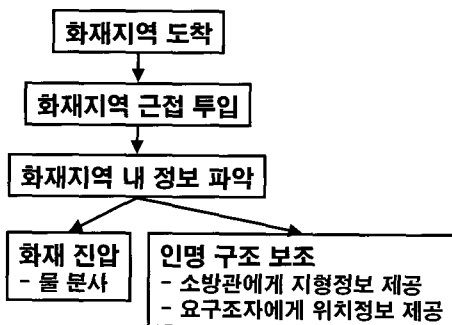 화재지역 도착
화재지역 근접 투입
화재지역 내 정보 파악
화재 진압
- 물 분사
인명 구조 보조
- 소방관에게 지형정보 제공
- 요구조자에게 위치정보 제공